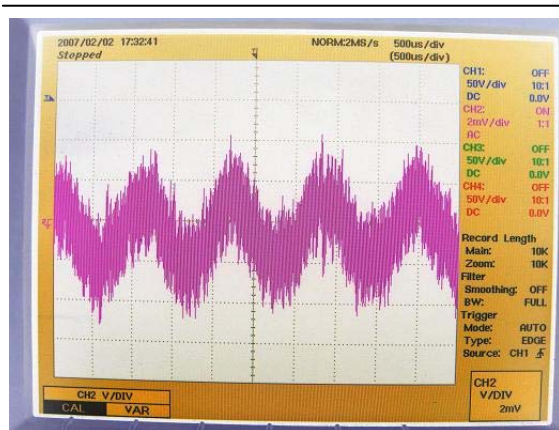 2007/02/02 17:32:41 NORM:2MS/s 500us/div
Stopped (500us/div)
CH1: OFF
50V/div 10:1
DC 0.0V
CH2: ON
2mV/div 1:1
AC
CH3: OFF
50V/div 10:1
DC 0.0V
CH4: OFF
50V/div 10:1
DC 0.0V
Record Length
Main: 10K
Zoom: 10K
Filter
Smoothing: OFF
BW: FULL
Trigger
Mode: AUTO
Type: EDGE
Source: CH1
CH2 V/DIV
CAL VAR
CH2
V/DIV
2mV